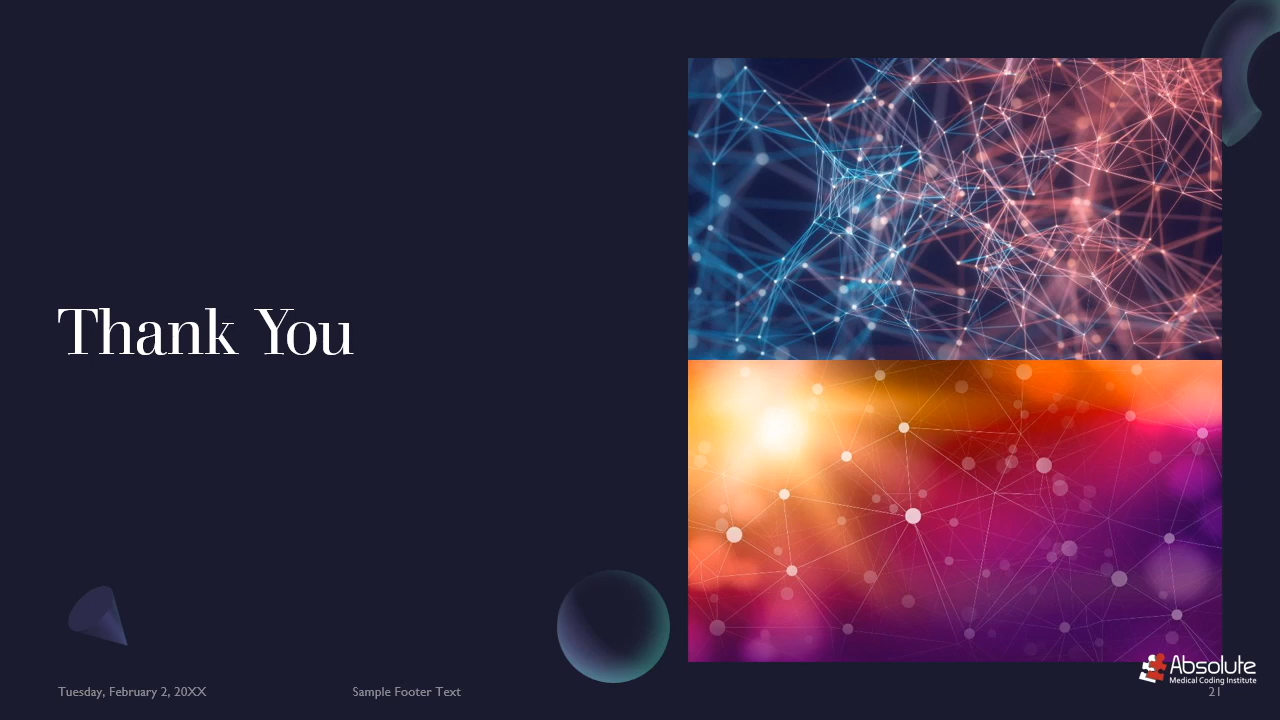 Thank You
Tuesday, February 2, 20XX
Sample Footer Text
Absolute
Medical Coding Institute
21